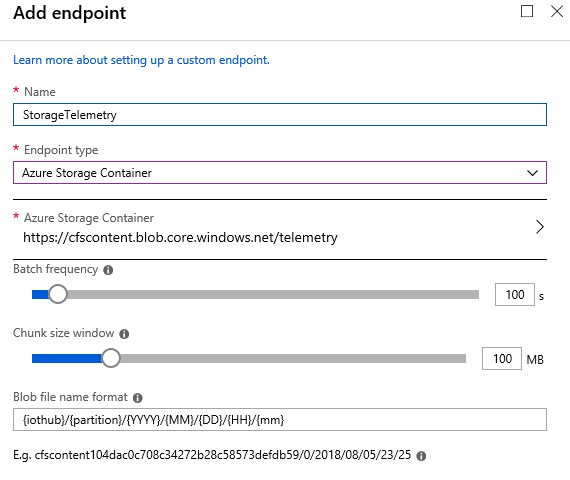 Add endpoint
Learn more about setting up a custom endpoint.
* Name
StorageTelemetry
* Endpoint type
Azure Storage Container
* Azure Storage Container
https://cfscontent.blob.core.windows.net/telemetry
Batch frequency
100 s
Chunk size window
100 MB
Blob file name format
{iothub}/{partition}/{YYYY}/{MM}/{DD}/{HH}/{mm}
E.g. cfscontent104dac0c708c34272b28c58573defdb59/0/2018/08/05/23/25